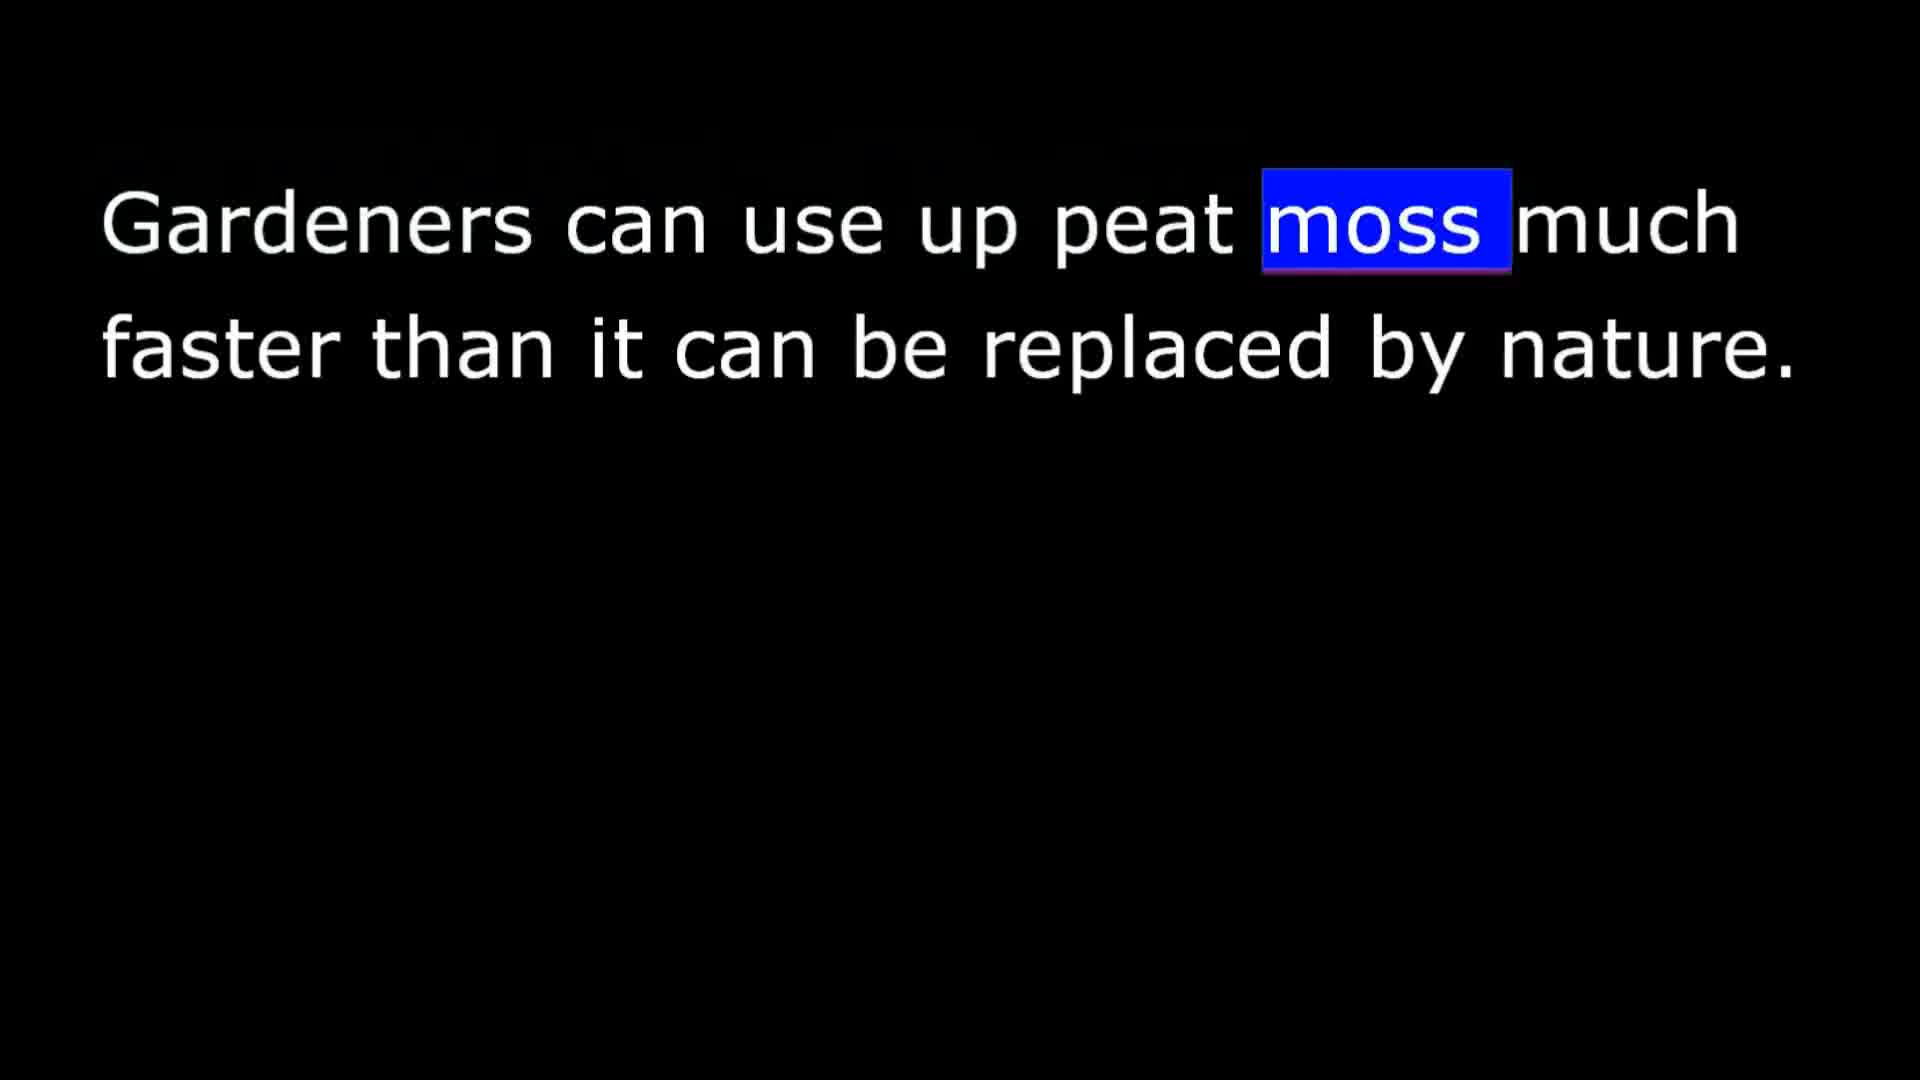 Gardeners can use up peat moss much
faster than it can be replaced by nature.